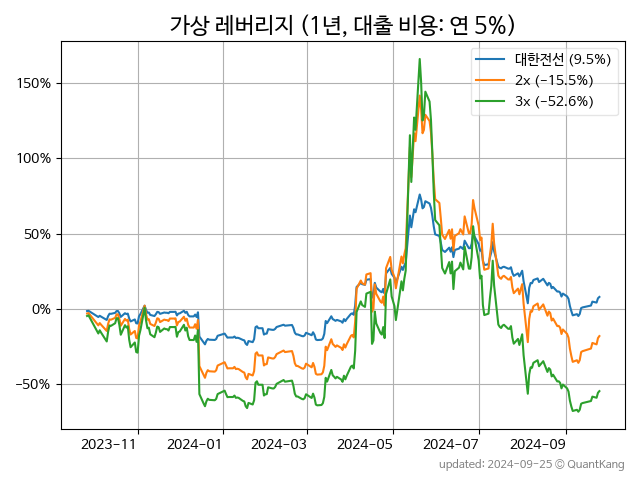 가상 레버리지 (1년, 대출 비용: 연 5%)
대한전선 (9.5%)
2x (−15.5%)
3x (−52.6%)
150%
100%
50%
0%
−50%
2023-11
2024-01
2024-03
2024-05
2024-07
2024-09
updated: 2024-09-25 © QuantKang